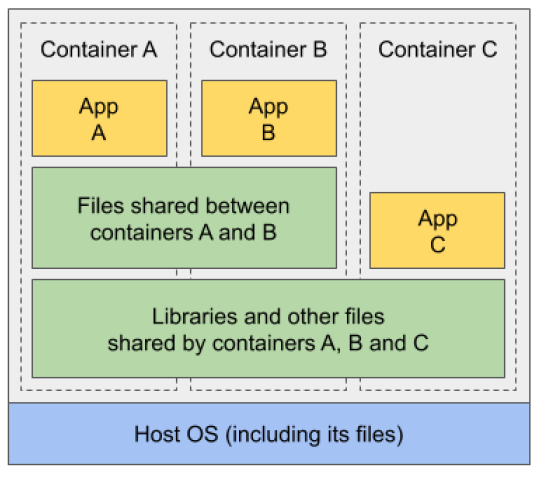 Container A
Container B
Container C
App
A
App
B
Files shared between
containers A and B
App
C
Libraries and other files
shared by containers A, B and C
Host OS (including its files)